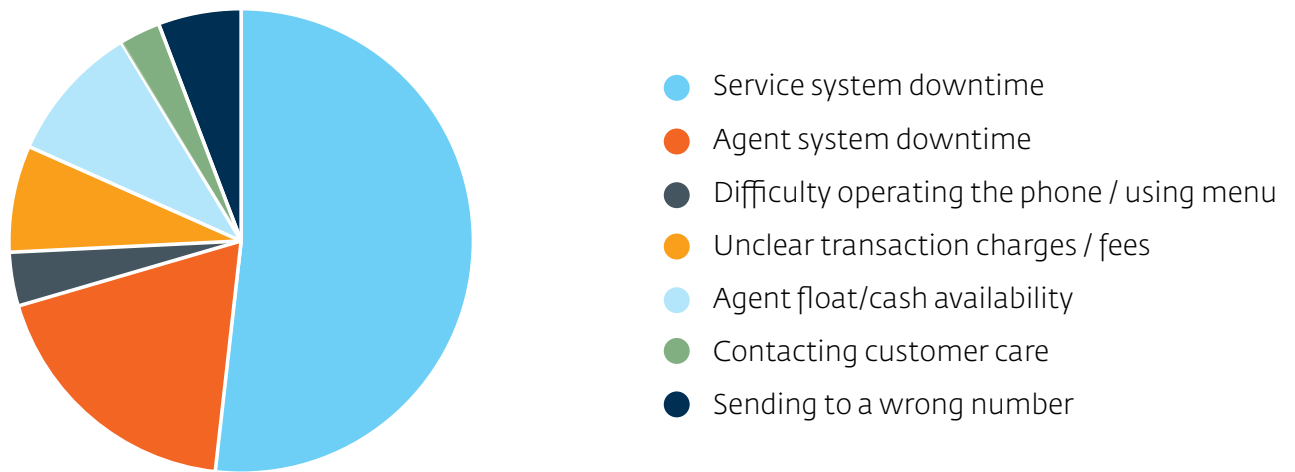 Service system downtime
Agent system downtime
Difficulty operating the phone / using menu
Unclear transaction charges / fees
Agent float/cash availability
Contacting customer care
Sending to a wrong number